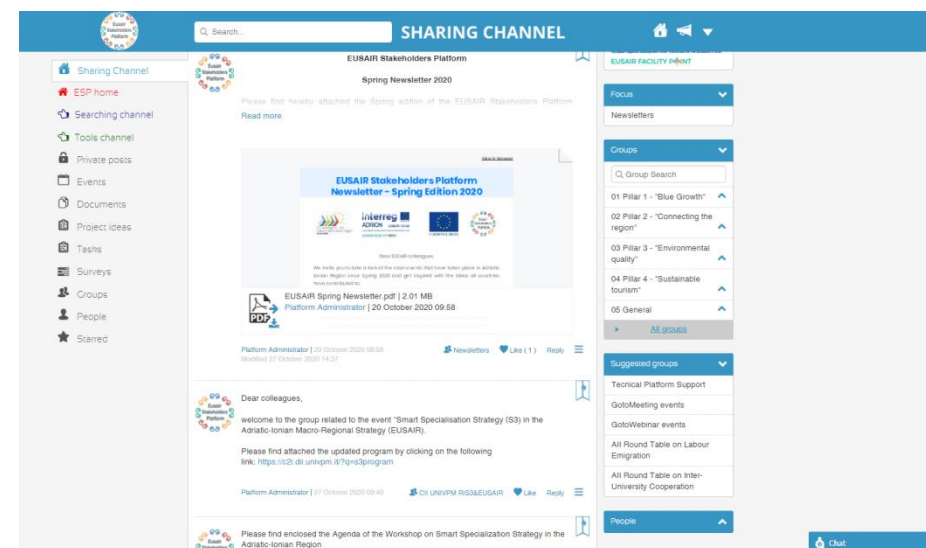 Search...
SHARING CHANNEL
Sharing Channel
ESP home
Searching channel
Tools channel
Private posts
Events
Documents
Project ideas
Tasks
Surveys
Groups
People
Starred
EUSAIR Stakeholders Platform
Spring Newsletter 2020
Please find hereby attached the Spring edition of the EUSAIR Stakeholders Platform
Read more
EUSAIR Stakeholders Platform
Newsletter - Spring Edition 2020
Interreg
ADRION
Dear EUSAIR colleagues,
EUSAIR Spring Newsletter.pdf | 2.01 MB
Platform Administrator | 20 October 2020 09:58
PDF
Platform Administrator | 20 October 2020 09:58
Modified 27 October 2020 14:37
Newsletters
Like ( 1 )
Reply
Dear colleagues,
welcome to the group related to the event "Smart Specialisation Strategy (S3) in the
Adriatic-Ionian Macro-Regional Strategy (EUSAIR).
Please find attached the updated program by clicking on the following
link: https://c2i.dii.univpm.it/?q=s3program
Platform Administrator | 27 October 2020 09:40
DII UNIVPM RIS3&EUSAIR
Like
Reply
Please find enclosed the Agenda of the Workshop on Smart Specialization Strategy in the
Adriatic-Ionian Region
EUSAIR FACILITY POINT
Focus
Newsletters
Groups
Group Search
01 Pillar 1 - "Blue Growth"
02 Pillar 2 - "Connecting the
region"
03 Pillar 3 - "Environmental
quality"
04 Pillar 4 - "Sustainable
tourism"
05 General
All groups
Suggested groups
Tecnical Platform Support
GotoMeeting events
GotoWebinar events
All Round Table on Labour
Emigration
All Round Table on Inter-
University Cooperation
People
Chat